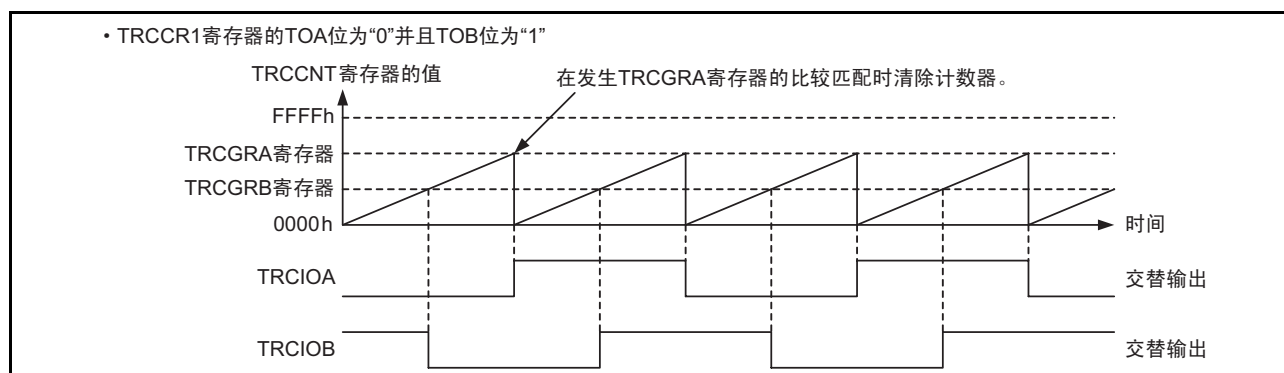 • TRCCR1寄存器的TOA位为“0”并且TOB位为“1”
TRCCNT寄存器的值
在发生TRCGRA寄存器的比较匹配时清除计数器。
FFFFh
TRCGRA寄存器
TRCGRB寄存器
0000h
时间
TRCIOA
交替输出
TRCIOB
交替输出